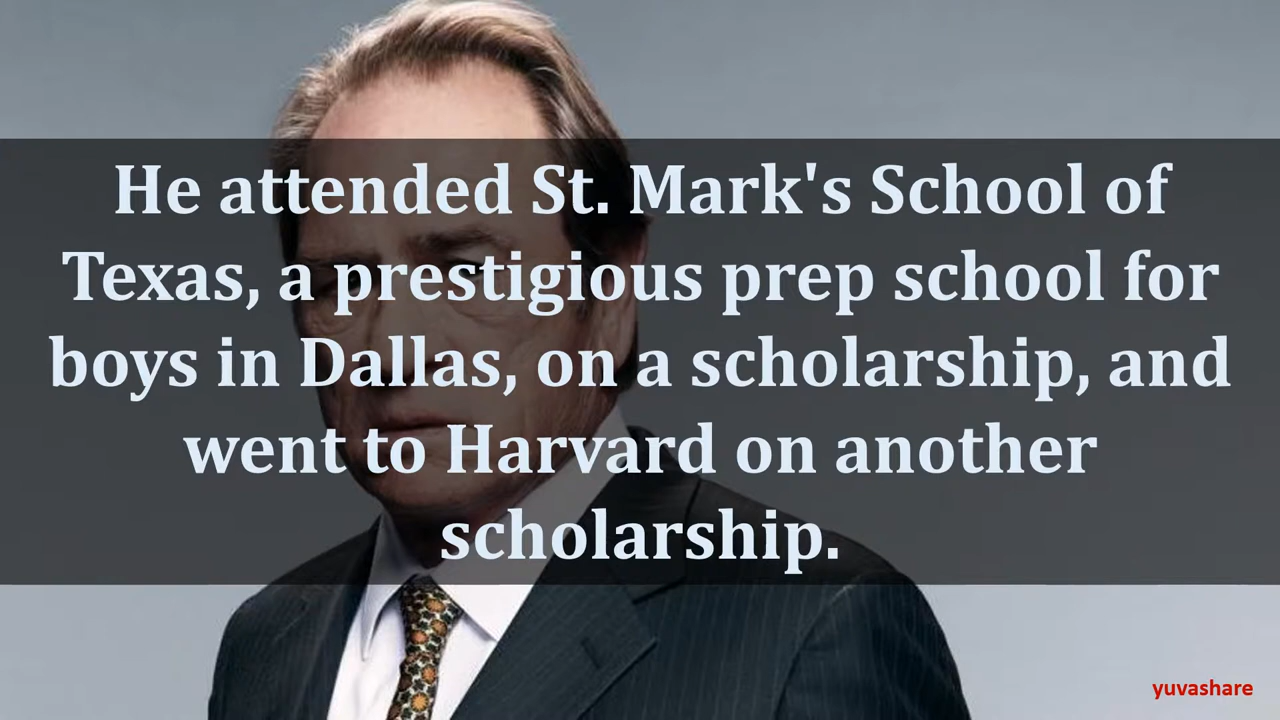 He attended St. Mark's School of
Texas, a prestigious prep school for
boys in Dallas, on a scholarship, and
went to Harvard on another
scholarship.
yuvashare